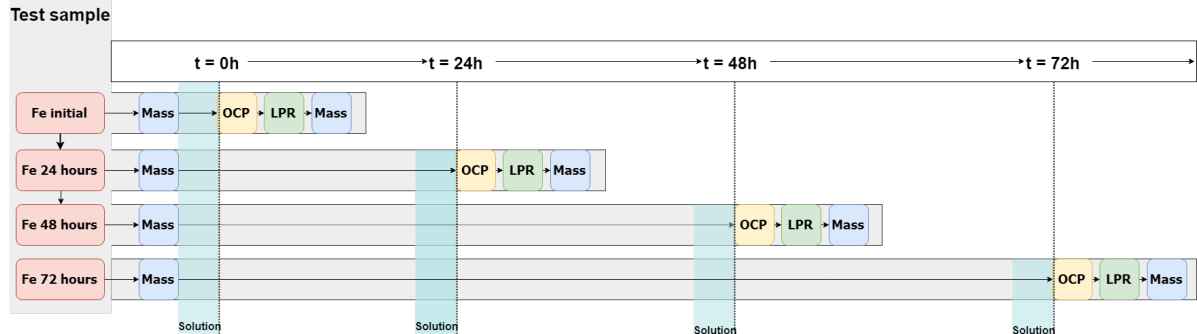 Test sample
t = 0h t = 24h t = 48h t = 72h
Fe initial Mass OCP LPR Mass
Fe 24 hours Mass OCP LPR Mass
Fe 48 hours Mass OCP LPR Mass
Fe 72 hours Mass OCP LPR Mass
Solution Solution Solution Solution